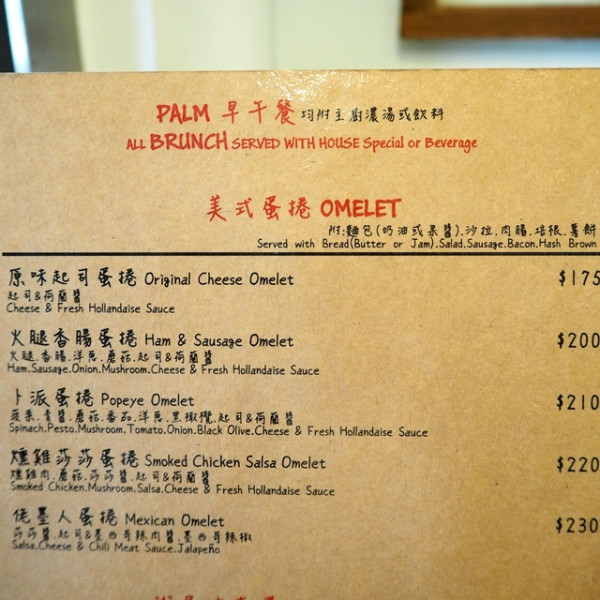 PALM 早午餐 均附主廚濃湯或飲料
ALL BRUNCH SERVED WITH HOUSE Special or Beverage
美式蛋捲 OMELET
附:麵包(奶油或果醬).沙拉.肉腸.培根.薯餅
Served with Bread(Butter or Jam).Salad.Sausage.Bacon.Hash Brown
原味起司蛋捲 Original Cheese Omelet $175
起司&荷蘭醬
Cheese & Fresh Hollandaise Sauce
火腿香腸蛋捲 Ham & Sausage Omelet $200
火腿.香腸.洋蔥.蘑菇.起司&荷蘭醬
Ham.Sausage.Onion.Mushroom.Cheese & Fresh Hollandaise Sauce
卜派蛋捲 Popeye Omelet $210
菠菜.青醬.蘑菇.番茄.洋蔥.黑橄欖.起司&荷蘭醬
Spinach.Pesto.Mushroom.Tomato.Onion.Black Olive.Cheese & Fresh Hollandaise Sauce
燻雞莎莎蛋捲 Smoked Chicken Salsa Omelet $220
燻雞肉.蘑菇.莎莎醬.起司&荷蘭醬
Smoked Chicken.Mushroom.Salsa.Cheese & Fresh Hollandaise Sauce
佬墨人蛋捲 Mexican Omelet $230
莎莎醬.起司&墨西哥辣肉醬.墨西哥辣椒
Salsa.Cheese & Chili Meat Sauce.Jalapeño